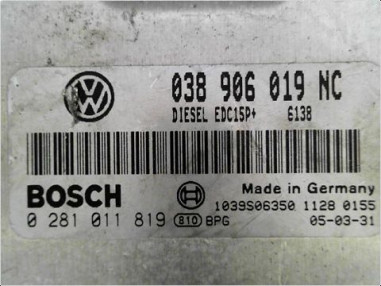 038 906 019 NC
DIESEL EDC15P+ 6138
BOSCH
Made in Germany
0 281 011 819 810 BPG
1039S06350 1128 0155
05-03-31